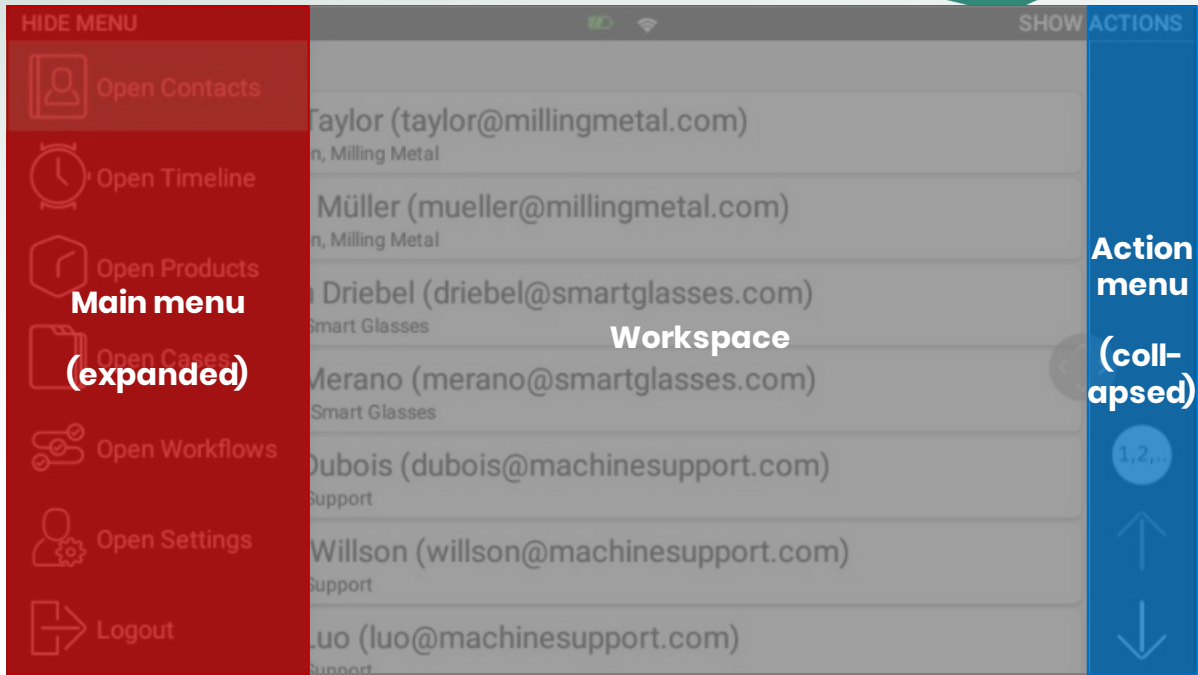 HIDE MENU
SHOW ACTIONS
Open Contacts
Open Timeline
Open Products
Open Cases
Open Workflows
Open Settings
Logout
Main menu
(expanded)
Taylor (taylor@millingmetal.com)
Milling Metal
Müller (mueller@millingmetal.com)
Milling Metal
Driebel (driebel@smartglasses.com)
Smart Glasses
Merano (merano@smartglasses.com)
Smart Glasses
Dubois (dubois@machinesupport.com)
Support
Willson (willson@machinesupport.com)
Support
Luo (luo@machinesupport.com)
Support
Workspace
Action
menu
(coll-
apsed)
1,2,..